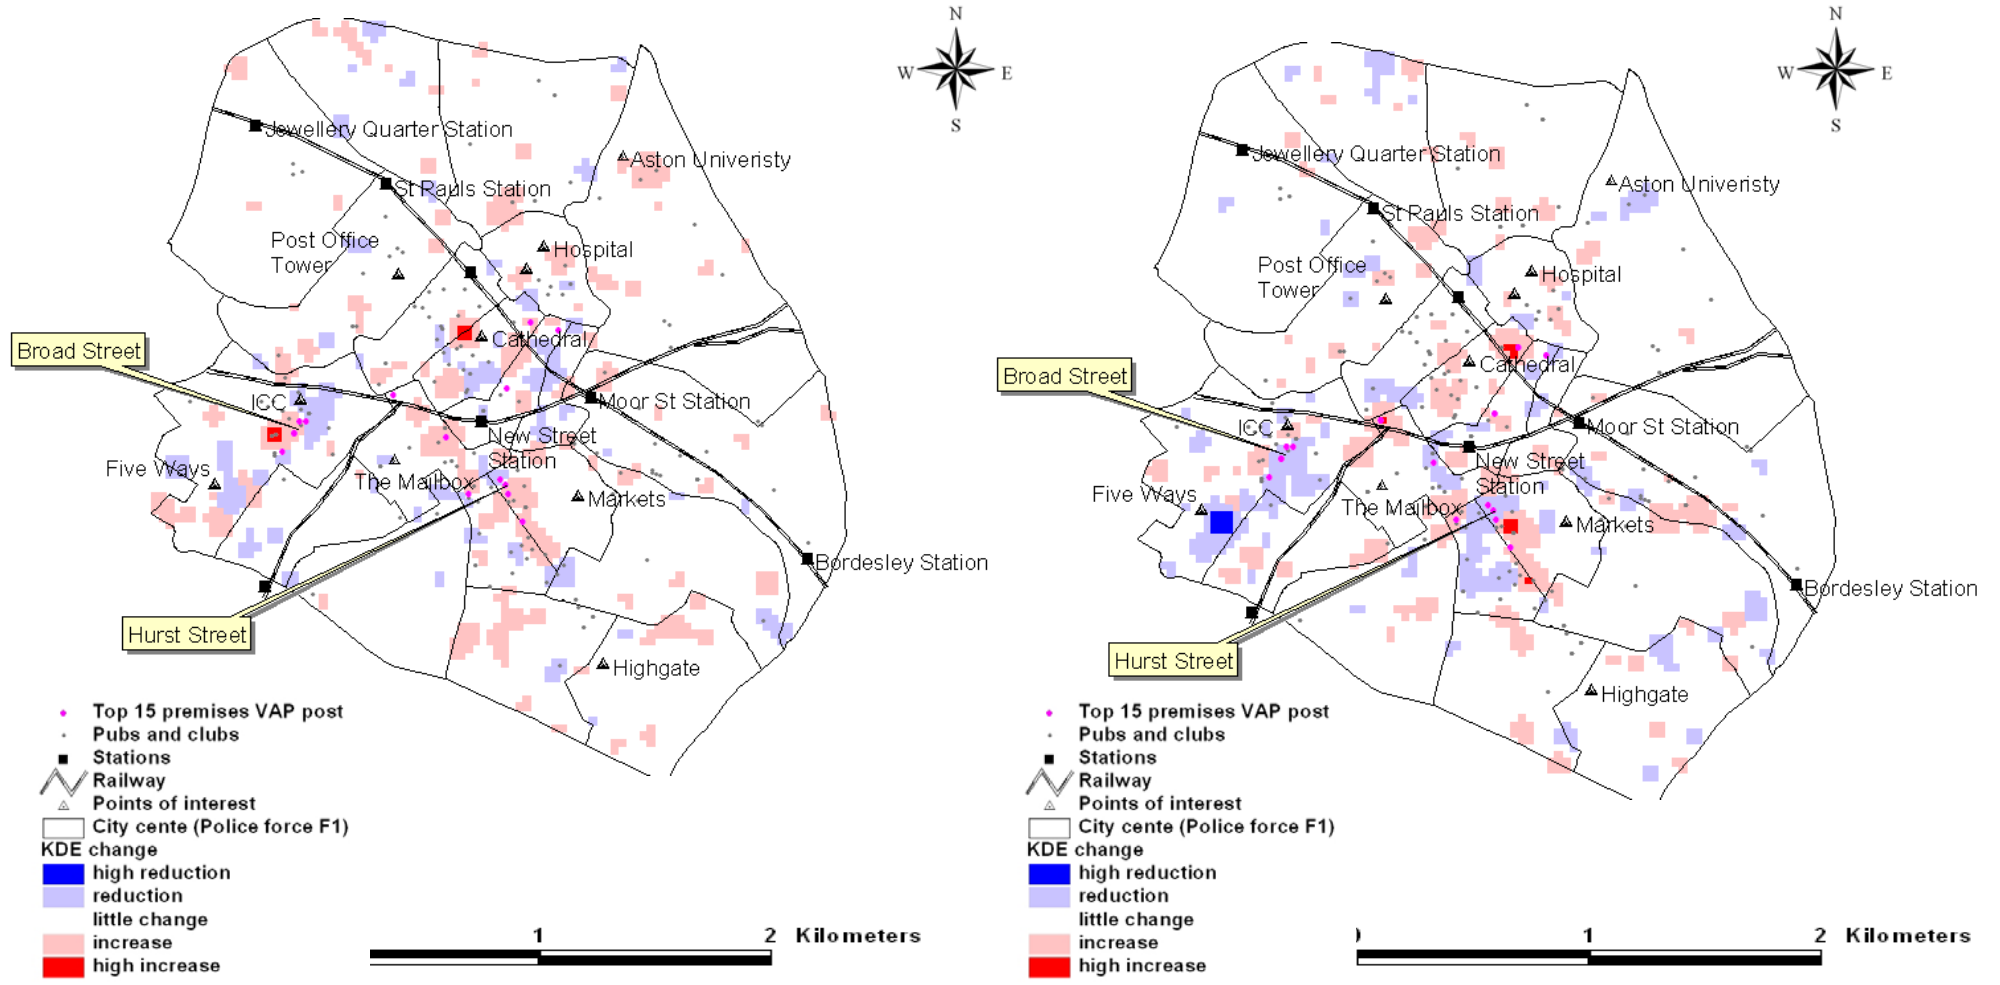 N
W
E
S
Jewellery Quarter Station
Aston Univeristy
St Pauls Station
Post Office
Tower
Hospital
Cathedral
Broad Street
ICC
Moor St Station
New Street
Station
Five Ways
The Mailbox
Markets
Bordesley Station
Hurst Street
Highgate
Top 15 premises VAP post
Pubs and clubs
Stations
Railway
Points of interest
City cente (Police force F1)
KDE change
high reduction
reduction
little change
increase
high increase
1
2 Kilometers
N
W
E
S
Jewellery Quarter Station
Aston Univeristy
St Pauls Station
Post Office
Tower
Hospital
Cathedral
Broad Street
ICC
Moor St Station
New Street
Station
Five Ways
The Mailbox
Markets
Bordesley Station
Hurst Street
Highgate
Top 15 premises VAP post
Pubs and clubs
Stations
Railway
Points of interest
City cente (Police force F1)
KDE change
high reduction
reduction
little change
increase
high increase
1
2 Kilometers